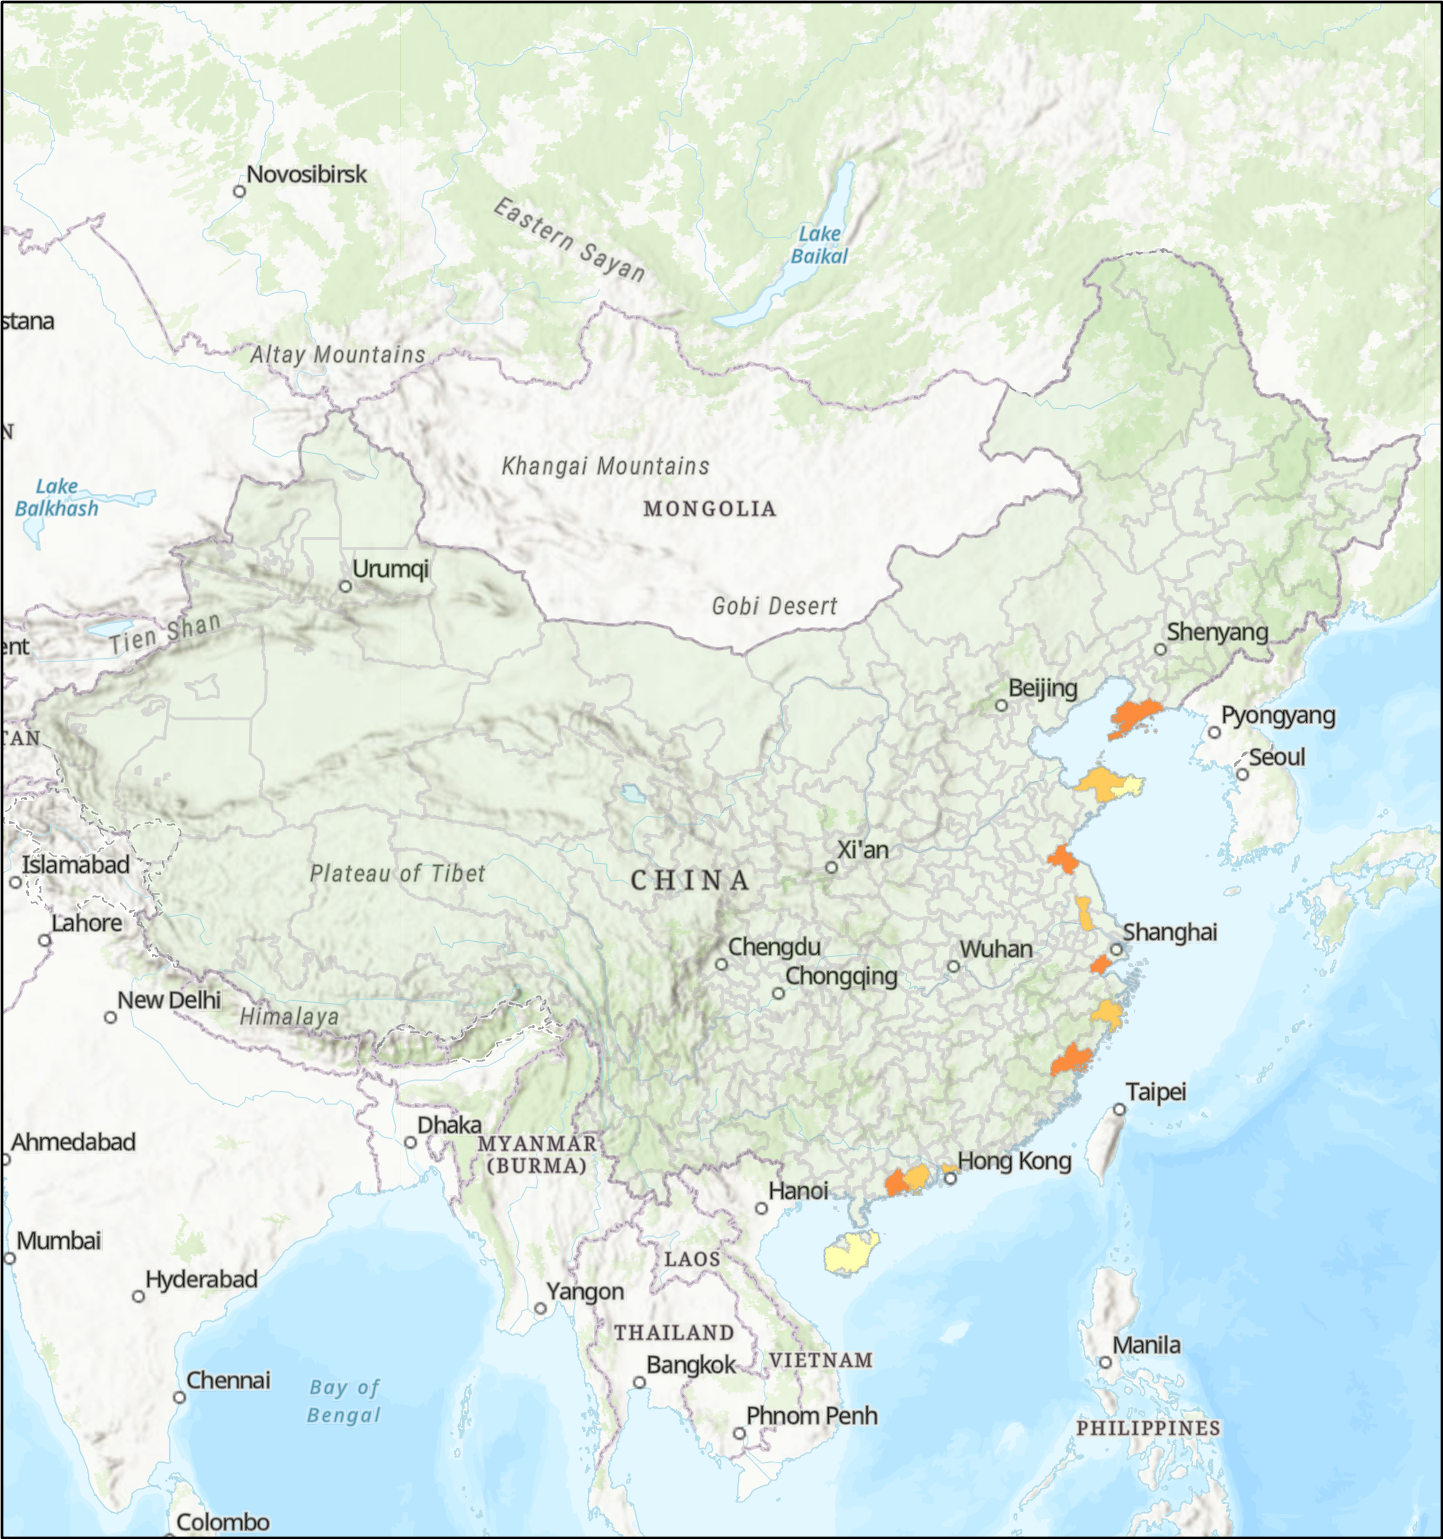 Novosibirsk
Eastern Sayan
Lake
Baikal
stana
Altay Mountains
N
Khangai Mountains
Lake
Balkhash
MONGOLIA
Urumqi
Gobi Desert
Tien Shan
ent
Shenyang
Beijing
Pyongyang
TAN
Seoul
Xi'an
Islamabad
Plateau of Tibet
CHINA
Lahore
Shanghai
Chengdu
Wuhan
Chongqing
New Delhi
Himalaya
Taipei
Dhaka
Ahmedabad
MYANMAR
(BURMA)
Hong Kong
Hanoi
Mumbai
LAOS
Hyderabad
Yangon
THAILAND
Manila
VIETNAM
Bangkok
Chennai
Bay of
Bengal
Phnom Penh
PHILIPPINES
Colombo